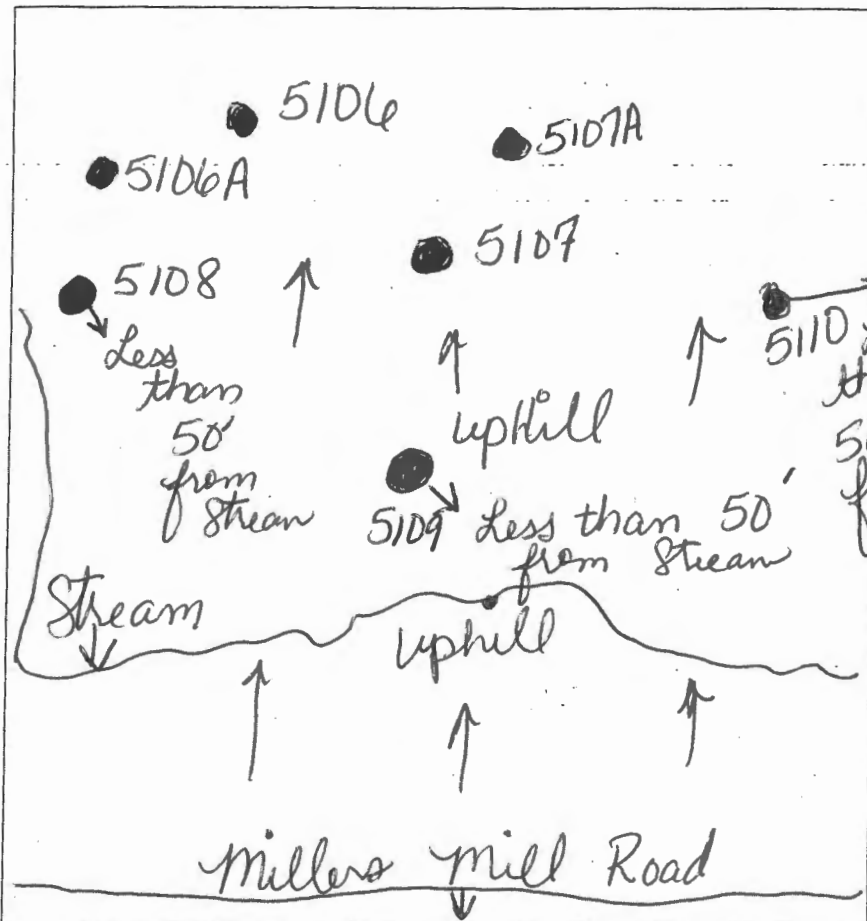 5106
5107A
5106A
5107
5108
Less
than
50'
from
Stream
5110
uphill
5109
Less than 50'
from Stream
Stream
uphill
Millers Mill Road